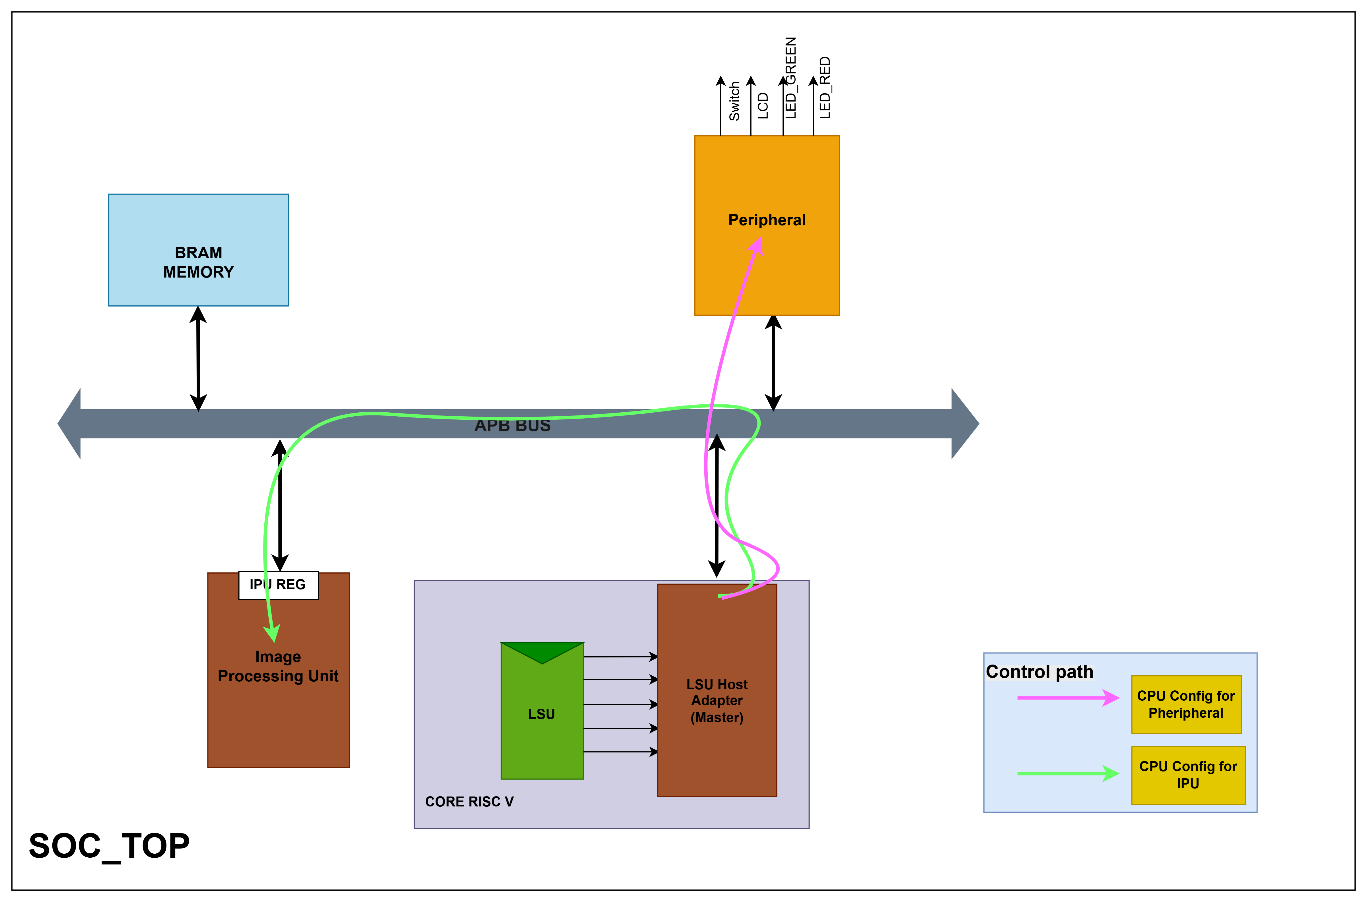 Switch
LCD
LED_GREEN
LED_RED
Peripheral
BRAM
MEMORY
APB BUS
IPU REG
Image
Processing Unit
LSU
LSU Host
Adapter
(Master)
CORE RISC V
Control path
CPU Config for
Pheripheral
CPU Config for
IPU
SOC_TOP